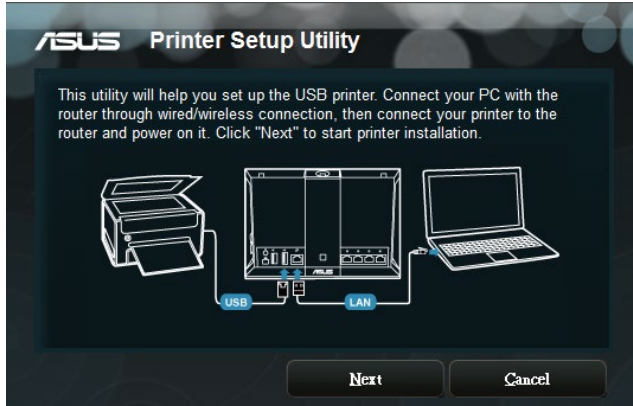 ASUS Printer Setup Utility
This utility will help you set up the USB printer. Connect your PC with the
router through wired/wireless connection, then connect your printer to the
router and power on it. Click "Next" to start printer installation.
ASUS
USB
LAN
Next
Cancel